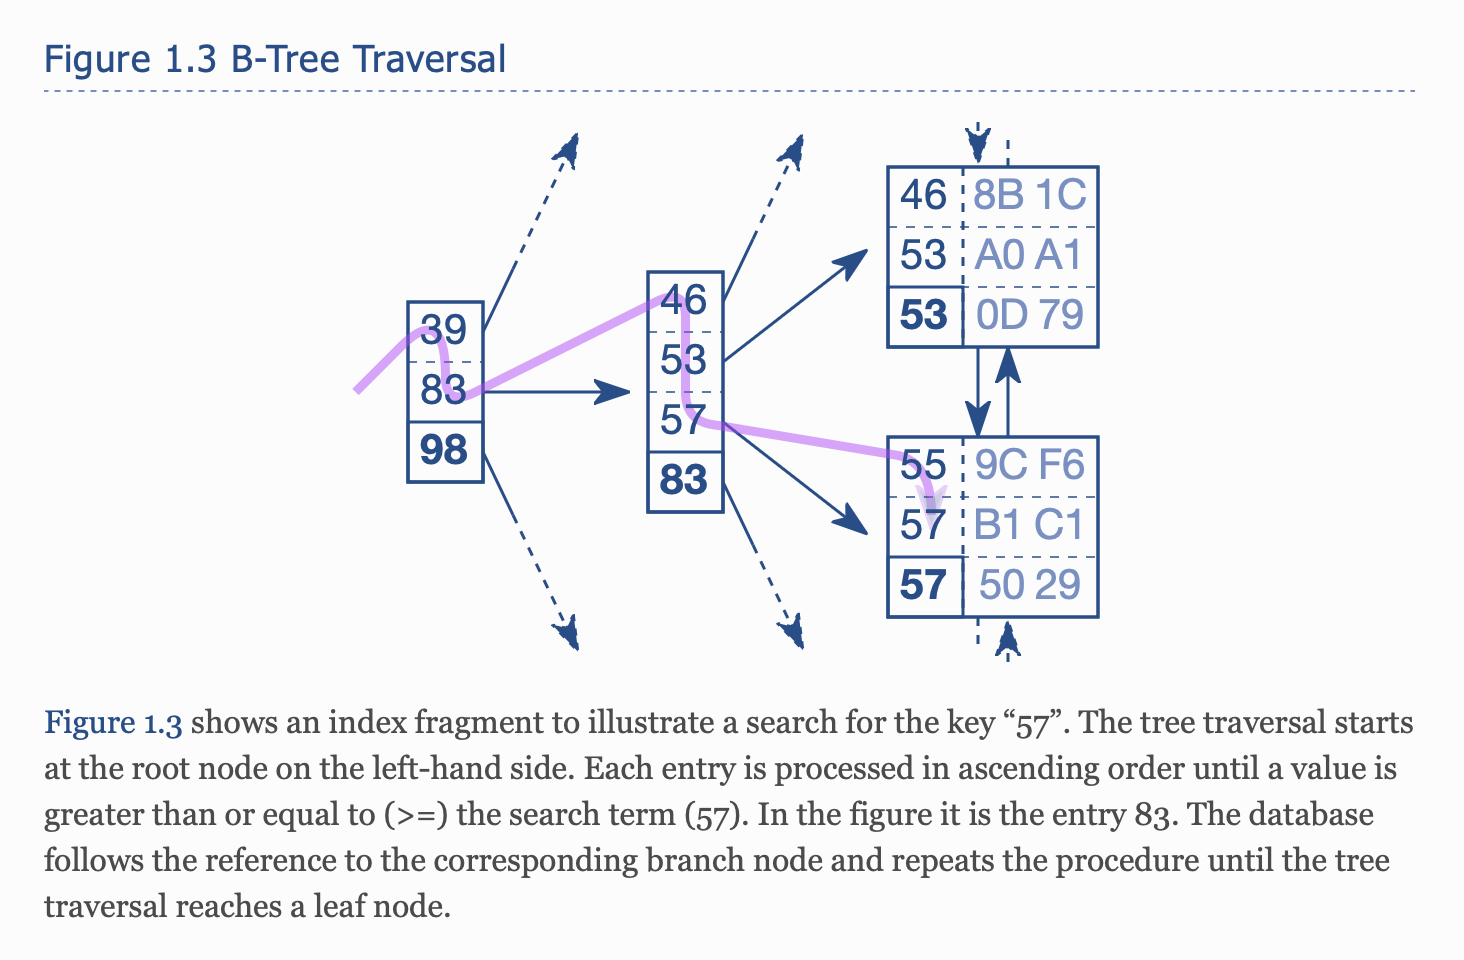 Figure 1.3 B-Tree Traversal
39
83
98
46
53
57
83
46 8B 1C
53 A0 A1
53 0D 79
55 9C F6
57 B1 C1
57 50 29
Figure 1.3 shows an index fragment to illustrate a search for the key “57”. The tree traversal starts
at the root node on the left-hand side. Each entry is processed in ascending order until a value is
greater than or equal to (>=) the search term (57). In the figure it is the entry 83. The database
follows the reference to the corresponding branch node and repeats the procedure until the tree
traversal reaches a leaf node.